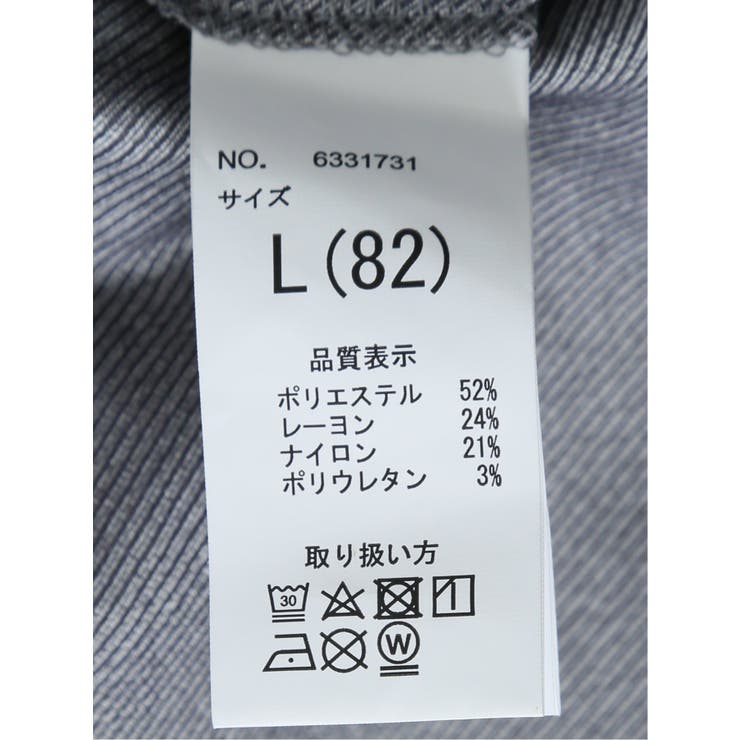 NO. 6331731
サイズ
L(82)
品質表示
ポリエステル 52%
レーヨン 24%
ナイロン 21%
ポリウレタン 3%
取り扱い方
30
W